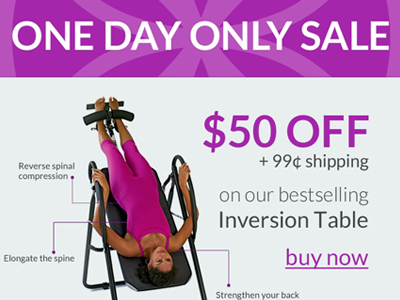 ONE DAY ONLY SALE
$50 OFF
+ 99¢ shipping
on our bestselling
Inversion Table
buy now
Reverse spinal
compression
Elongate the spine
Strengthen your back